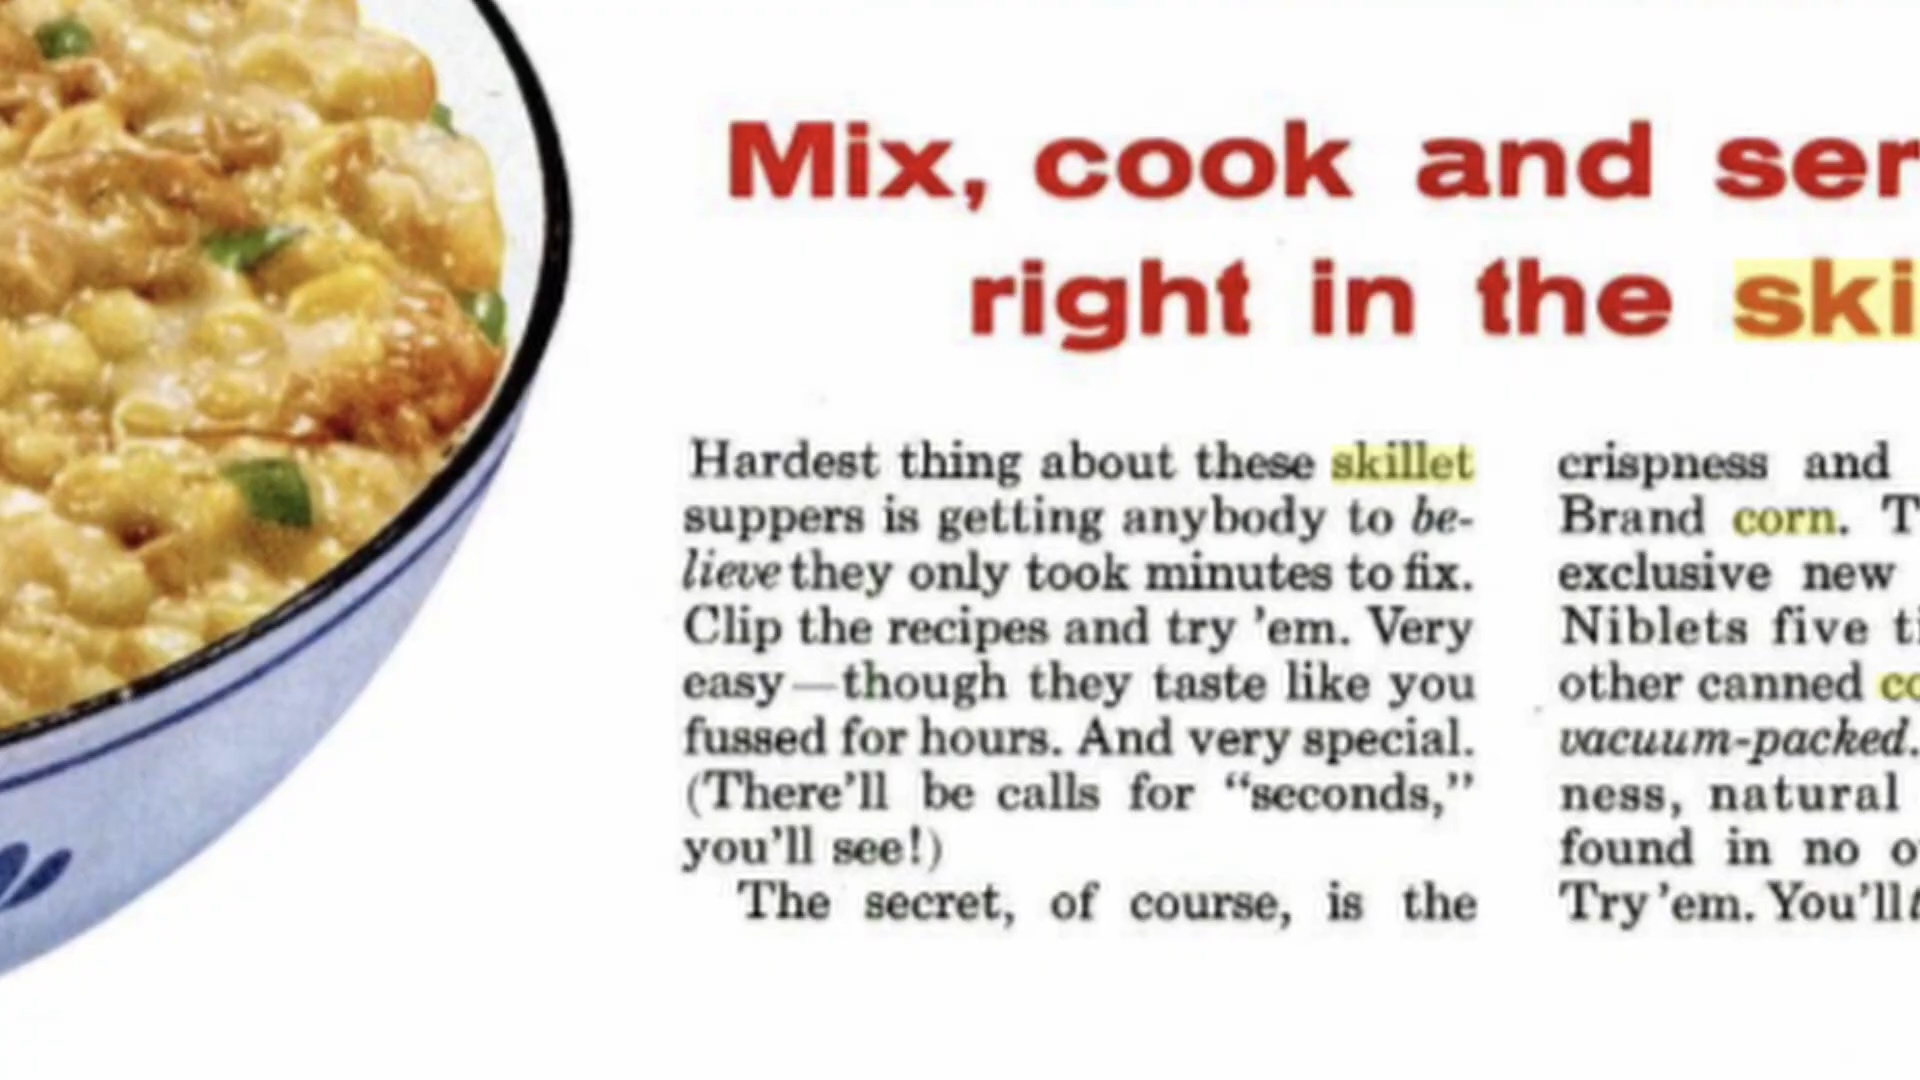 Mix, cook and ser
right in the ski
Hardest thing about these skillet
suppers is getting anybody to be-
lieve they only took minutes to fix.
Clip the recipes and try ’em. Very
easy—though they taste like you
fussed for hours. And very special.
(There’ll be calls for “seconds,”
you’ll see!)
The secret, of course, is the
crispness and
Brand corn. T
exclusive new
Niblets five ti
other canned co
vacuum-packed.
ness, natural
found in no o
Try ’em. You’ll t